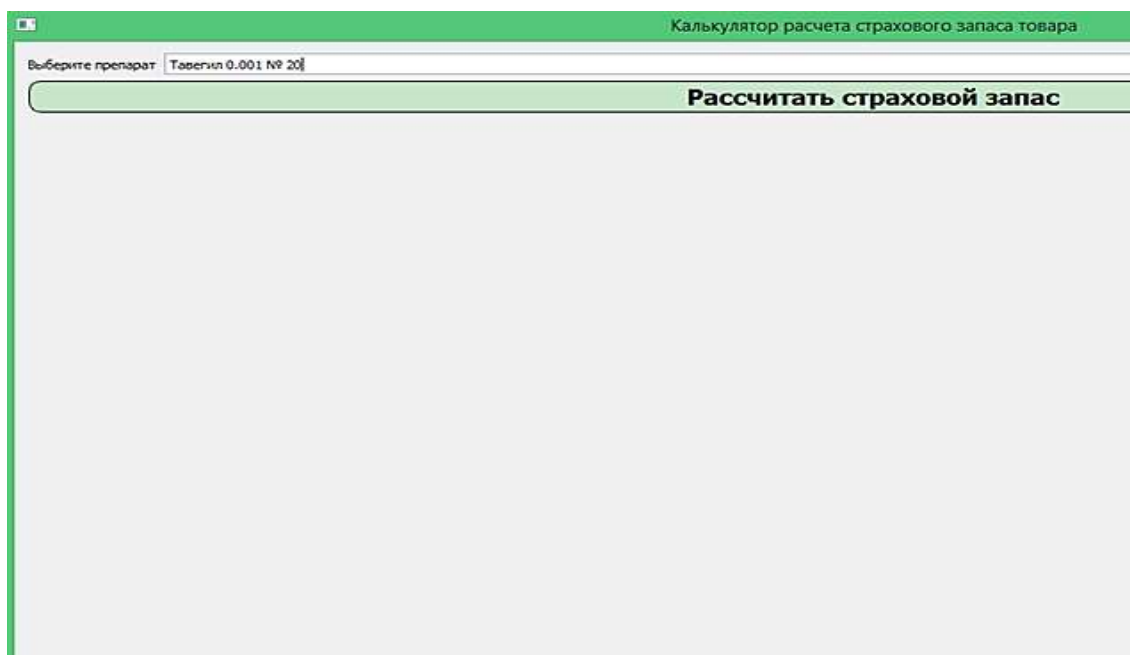 Калькулятор расчета страхового запаса товара
Выберите препарат Тавегил 0.001 № 20
Рассчитать страховой запас